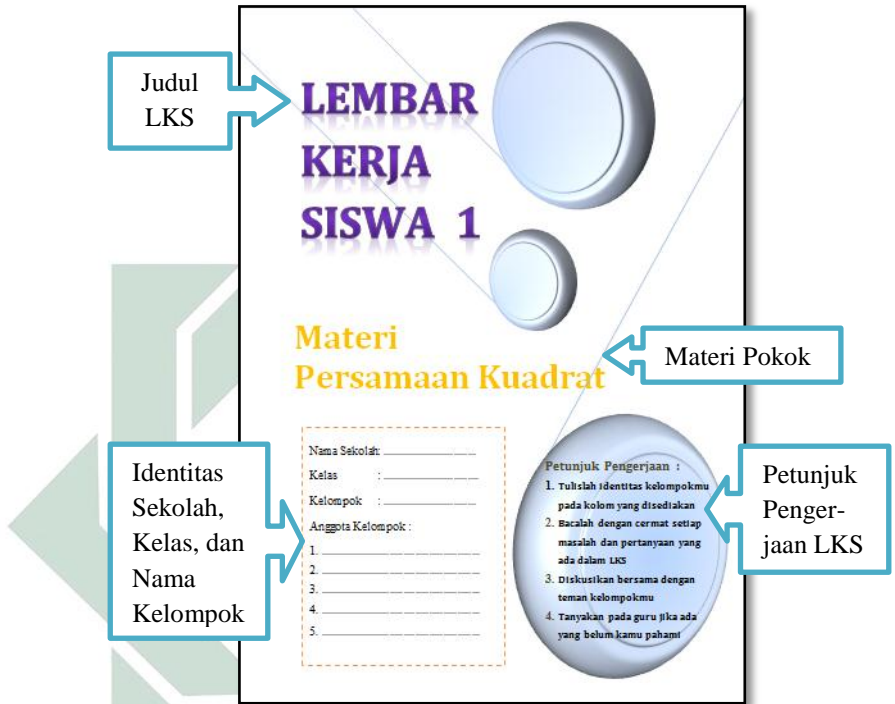 Judul
LKS
LEMBAR
KERJA
SISWA 1
Materi
Persamaan Kuadrat
Materi Pokok
Identitas
Sekolah,
Kelas, dan
Nama
Kelompok
Nama Sekolah:
Kelas :
Kelompok :
Anggota Kelompok :
1.
2.
3.
4.
5.
Petunjuk Pengerjaan :
1. Tulislah identitas kelompokmu
pada kolom yang disediakan
2. Bacalah dengan cermat setiap
masalah dan pertanyaan yang
ada dalam LKS
3. Diskusikan bersama dengan
teman kelompokmu
4. Tanyakan pada guru jika ada
yang belum kamu pahami
Petunjuk
Penger-
jaan LKS